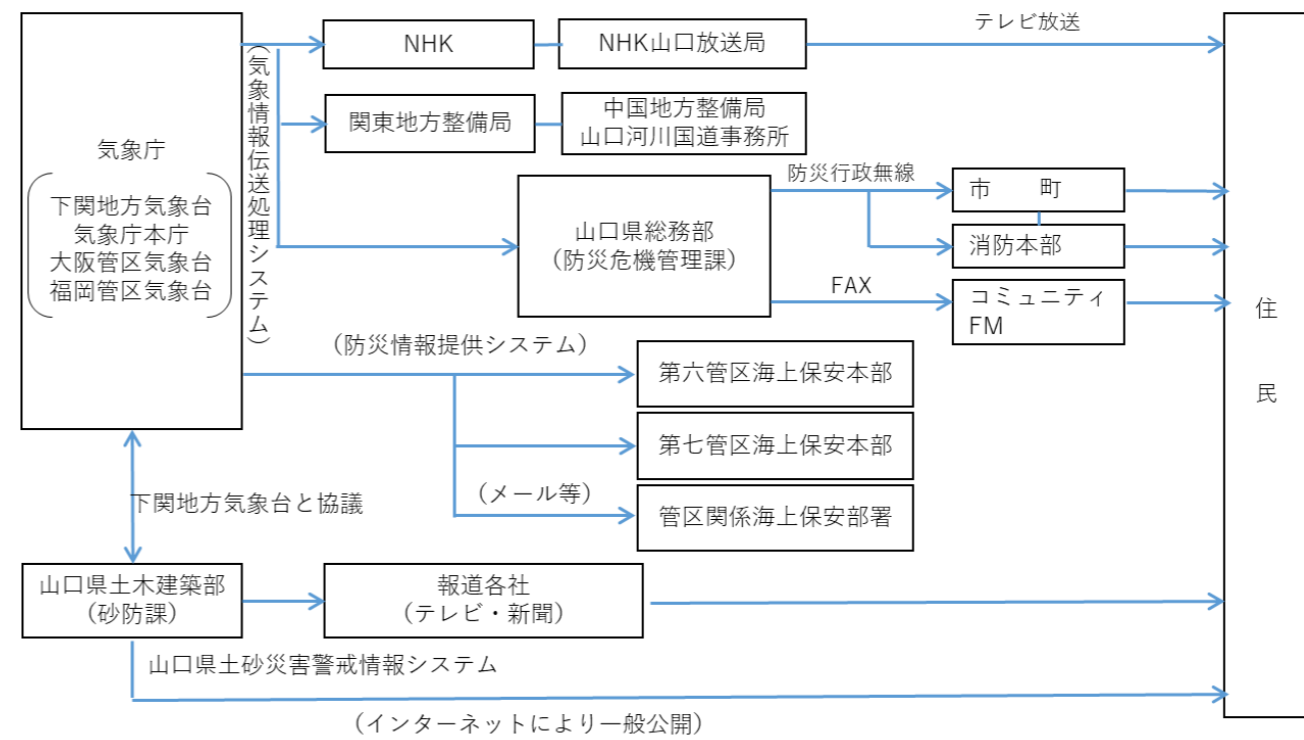 気象庁
下関地方気象台
気象庁本庁
大阪管区気象台
福岡管区気象台
（気象情報伝送処理システム）
NHK
NHK山口放送局
テレビ放送
関東地方整備局
中国地方整備局
山口河川国道事務所
山口県総務部
（防災危機管理課）
防災行政無線
市　　町
消防本部
FAX
コミュニティ
FM
住
民
（防災情報提供システム）
第六管区海上保安本部
第七管区海上保安本部
（メール等）
管区関係海上保安部署
下関地方気象台と協議
山口県土木建築部
（砂防課）
報道各社
（テレビ・新聞）
山口県土砂災害警戒情報システム
（インターネットにより一般公開）